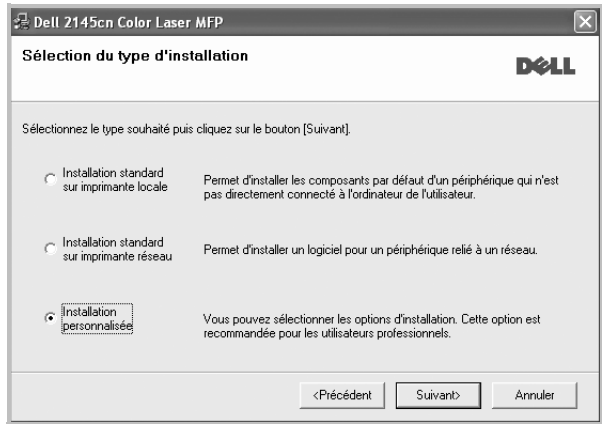 Dell 2145cn Color Laser MFP
Sélection du type d'installation
DELL
Sélectionnez le type souhaité puis cliquez sur le bouton [Suivant].
Installation standard
sur imprimante locale
Permet d'installer les composants par défaut d'un périphérique qui n'est
pas directement connecté à l'ordinateur de l'utilisateur.
Installation standard
sur imprimante réseau
Permet d'installer un logiciel pour un périphérique relié à un réseau.
Installation
personnalisée
Vous pouvez sélectionner les options d'installation. Cette option est
recommandée pour les utilisateurs professionnels.
<Précédent
Suivant>
Annuler